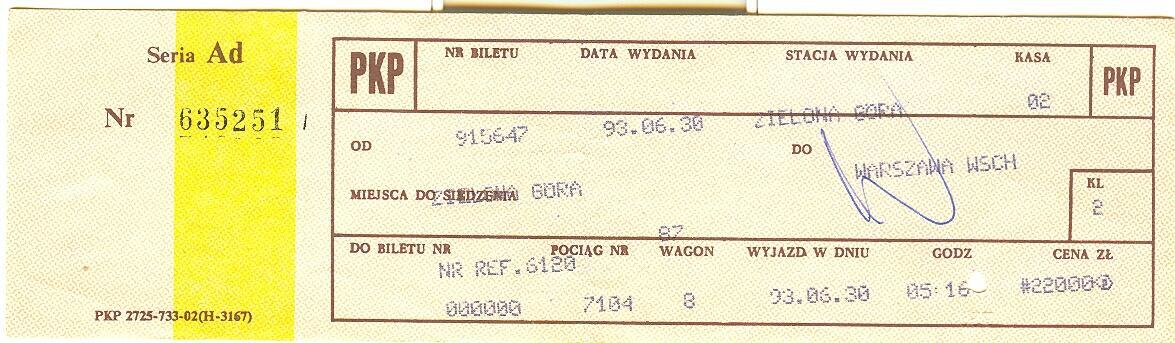 Seria Ad
Nr 635251
PKP 2725-733-02(H-3167)
PKP NR BILETU DATA WYDANIA STACJA WYDANIA KASA PKP
915647 93.06.30 ZIELONA GORA 02
OD DO
ZIELONA GORA WARSZAWA WSCH
MIEJSCA DO SIEDZENIA KL
87 2
DO BILETU NR POCIĄG NR WAGON WYJAZD W DNIU GODZ CENA ZŁ
NR REF.6120
000000 7104 8 93.06.30 05:16 #22000